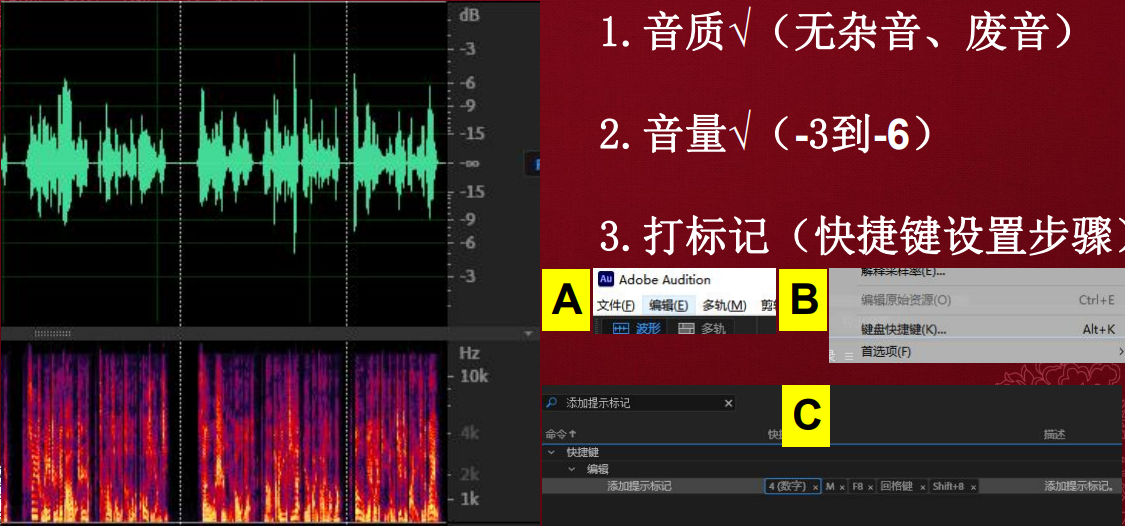 dB
-3
-6
-9
-15
-∞
-15
-9
-6
-3
Hz
10k
4k
2k
1k
1.音质√（无杂音、废音）
2.音量√（-3到-6）
3.打标记（快捷键设置步骤）
A
Au Adobe Audition
文件(F) 编辑(E) 多轨(M) 剪辑
波形 多轨
B
解释采样率(E)...
编辑原始资源(O) Ctrl+E
键盘快捷键(K)... Alt+K
首选项(F)
C
添加提示标记 ×
命令↑ 快捷 描述
快捷键
编辑
添加提示标记 4 (数字) × M × F8 × 回格键 × Shift+8 × 添加提示标记。